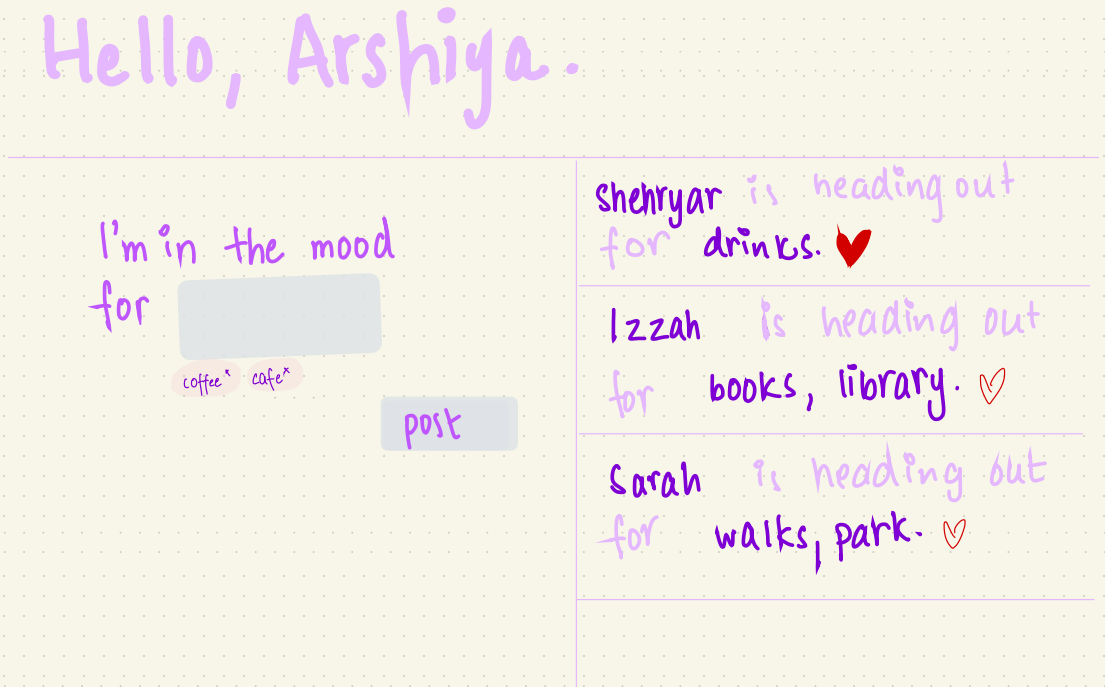 Hello, Arshiya.
I'm in the mood
for
coffee* cafe*
post
shehryar is heading out
for drinks.
Izzah is heading out
for books, library.
Sarah is heading out
for walks, park.